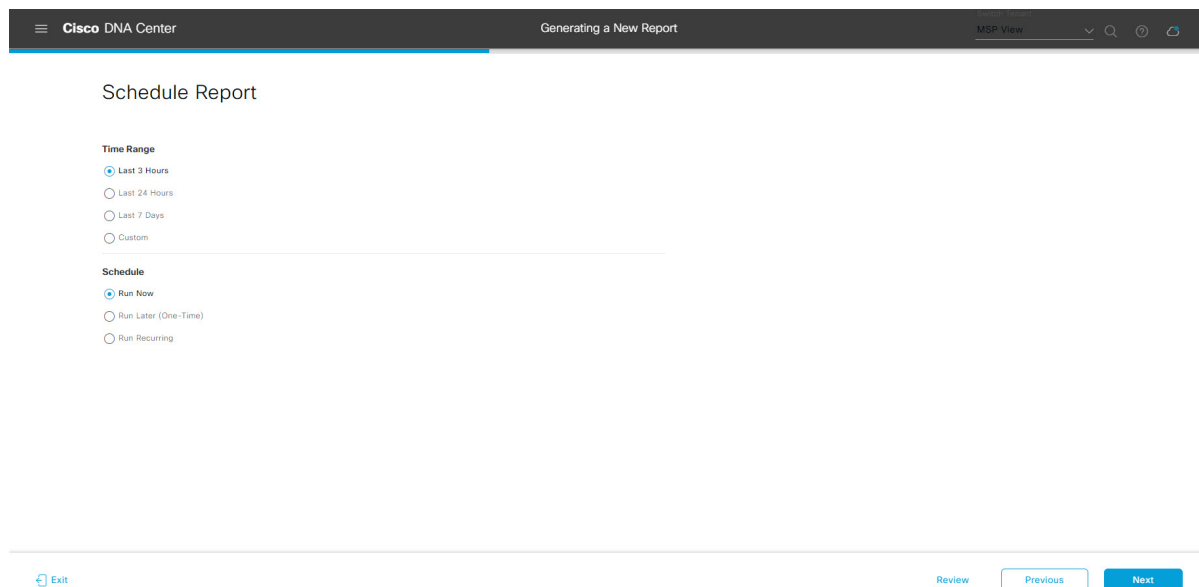 Cisco DNA Center
Generating a New Report
MSP View
Schedule Report
Time Range
Last 3 Hours
Last 24 Hours
Last 7 Days
Custom
Schedule
Run Now
Run Later (One-Time)
Run Recurring
Exit
Review
Previous
Next